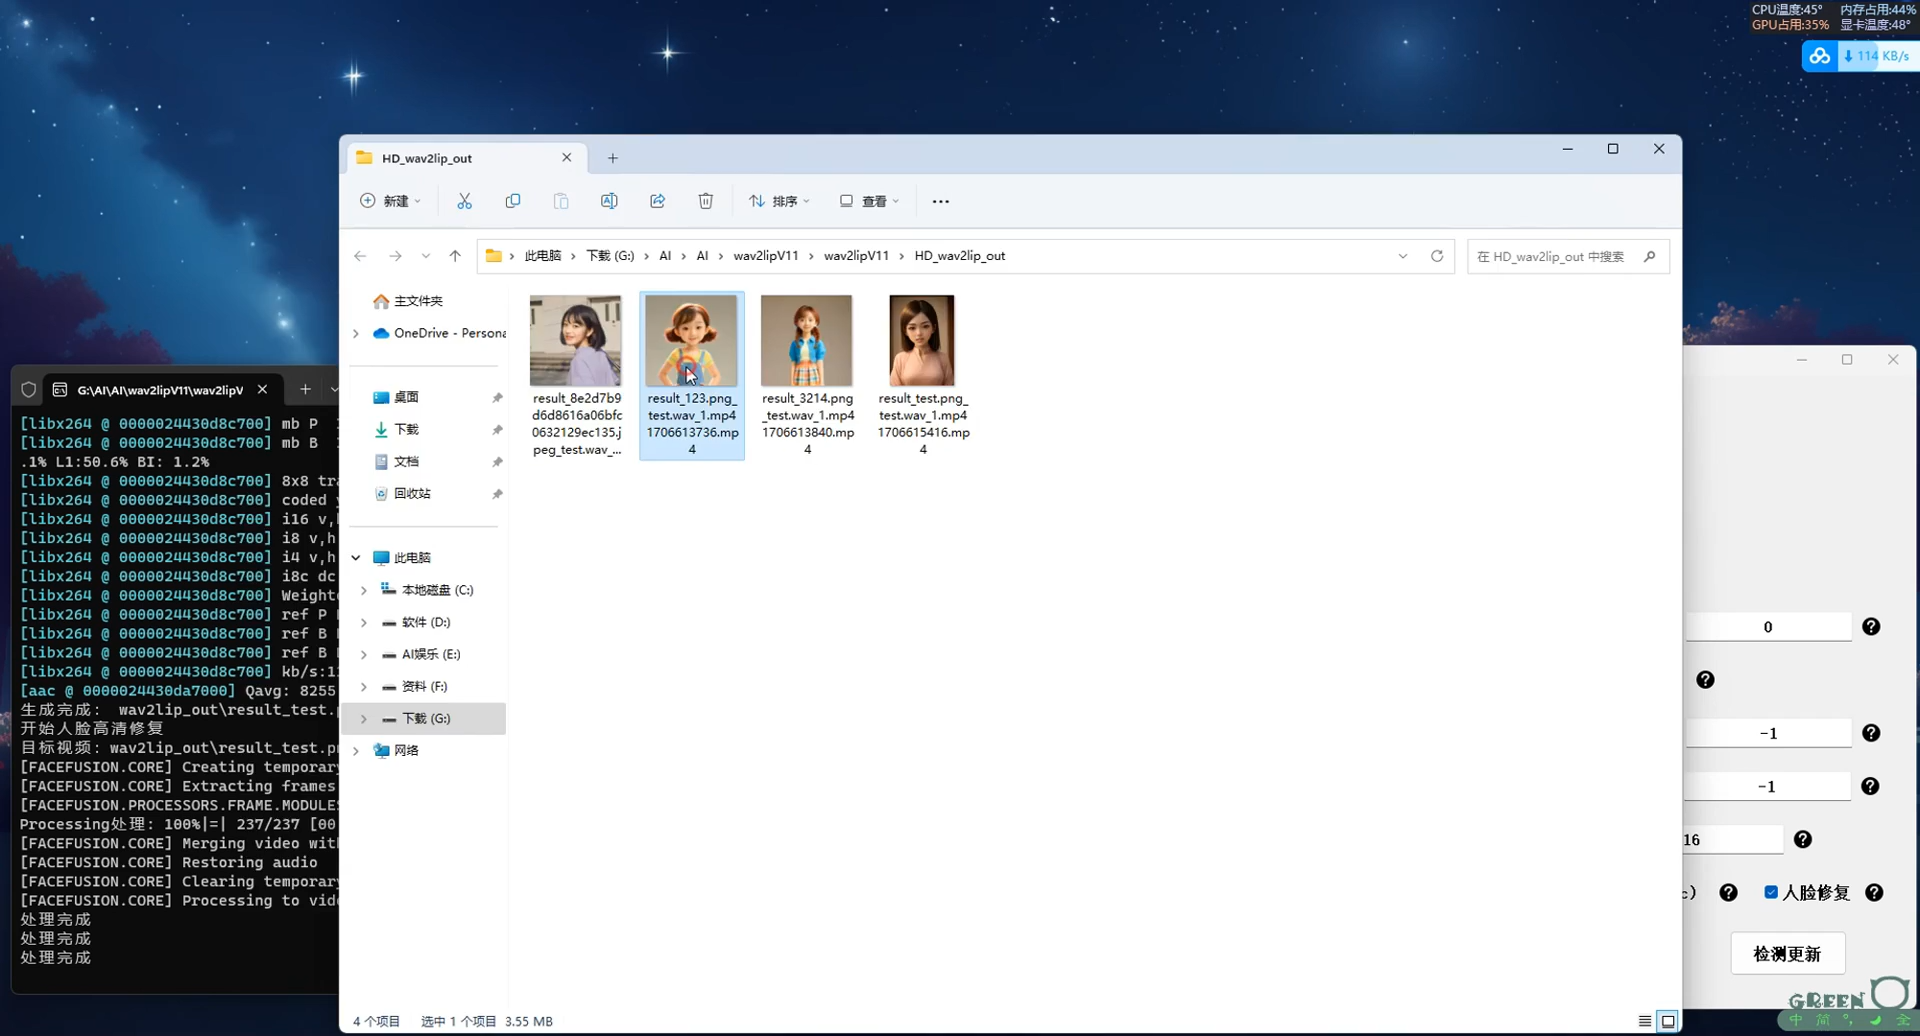 CPU温度:45° 内存占用:44%
GPU占用:35% 显卡温度:48°
114 KB/s
HD_wav2lip_out
新建
排序
查看
此电脑 › 下载 (G:) › AI › AI › wav2lipV11 › wav2lipV11 › HD_wav2lip_out
在 HD_wav2lip_out 中搜索
主文件夹
OneDrive - Persona
桌面
下载
文档
回收站
此电脑
本地磁盘 (C:)
软件 (D:)
AI娱乐 (E:)
资料 (F:)
下载 (G:)
网络
result_8e2d7b9
d6d8616a06bfc
0632129ec135.j
peg_test.wav_...
result_123.png_
test.wav_1.mp4
1706613736.mp
4
result_3214.png
_test.wav_1.mp4
1706613840.mp
4
result_test.png_
test.wav_1.mp4
1706615416.mp
4
4 个项目 选中 1 个项目 3.55 MB
G:\AI\AI\wav2lipV11\wav2lipV
[libx264 @ 0000024430d8c700] mb P
[libx264 @ 0000024430d8c700] mb B
.1% L1:50.6% BI: 1.2%
[libx264 @ 0000024430d8c700] 8x8 tra
[libx264 @ 0000024430d8c700] coded
[libx264 @ 0000024430d8c700] i16 v,
[libx264 @ 0000024430d8c700] i8 v,h
[libx264 @ 0000024430d8c700] i4 v,h
[libx264 @ 0000024430d8c700] i8c dc
[libx264 @ 0000024430d8c700] Weighte
[libx264 @ 0000024430d8c700] ref P
[libx264 @ 0000024430d8c700] ref B
[libx264 @ 0000024430d8c700] ref B
[libx264 @ 0000024430d8c700] kb/s:1
[aac @ 0000024430da7000] Qavg: 8255
生成完成: wav2lip_out\result_test.
开始人脸高清修复
目标视频: wav2lip_out\result_test.p
[FACEFUSION.CORE] Creating temporary
[FACEFUSION.CORE] Extracting frames
[FACEFUSION.PROCESSORS.FRAME.MODULES
Processing处理: 100%|=| 237/237 [00
[FACEFUSION.CORE] Merging video wit
[FACEFUSION.CORE] Restoring audio
[FACEFUSION.CORE] Clearing temporary
[FACEFUSION.CORE] Processing to vide
处理完成
处理完成
处理完成
0
-1
-1
16
c)
人脸修复
检测更新
GREEN
中 简 °, 全